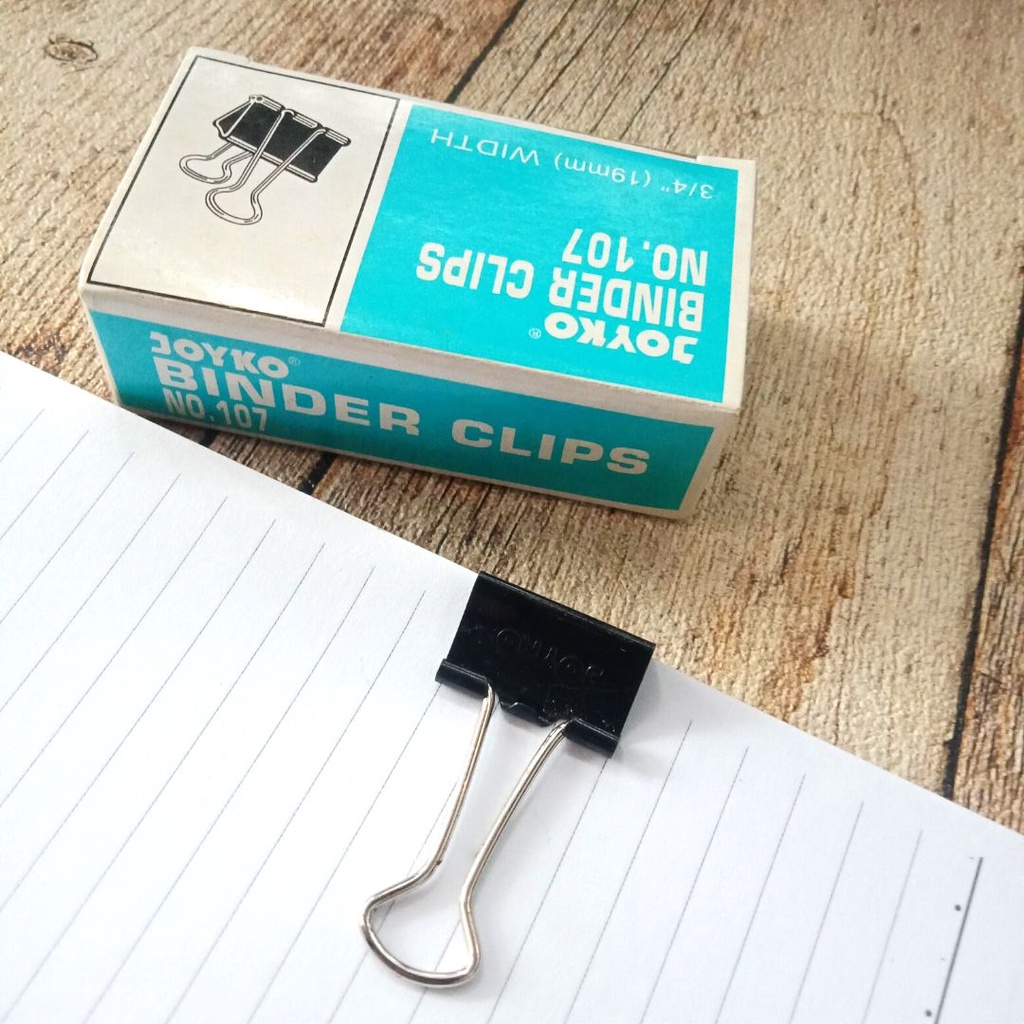 3/4" (19mm) WIDTH
JOYKO®
BINDER CLIPS
NO.107
JOYKO®
BINDER CLIPS
NO.107
JOYKO